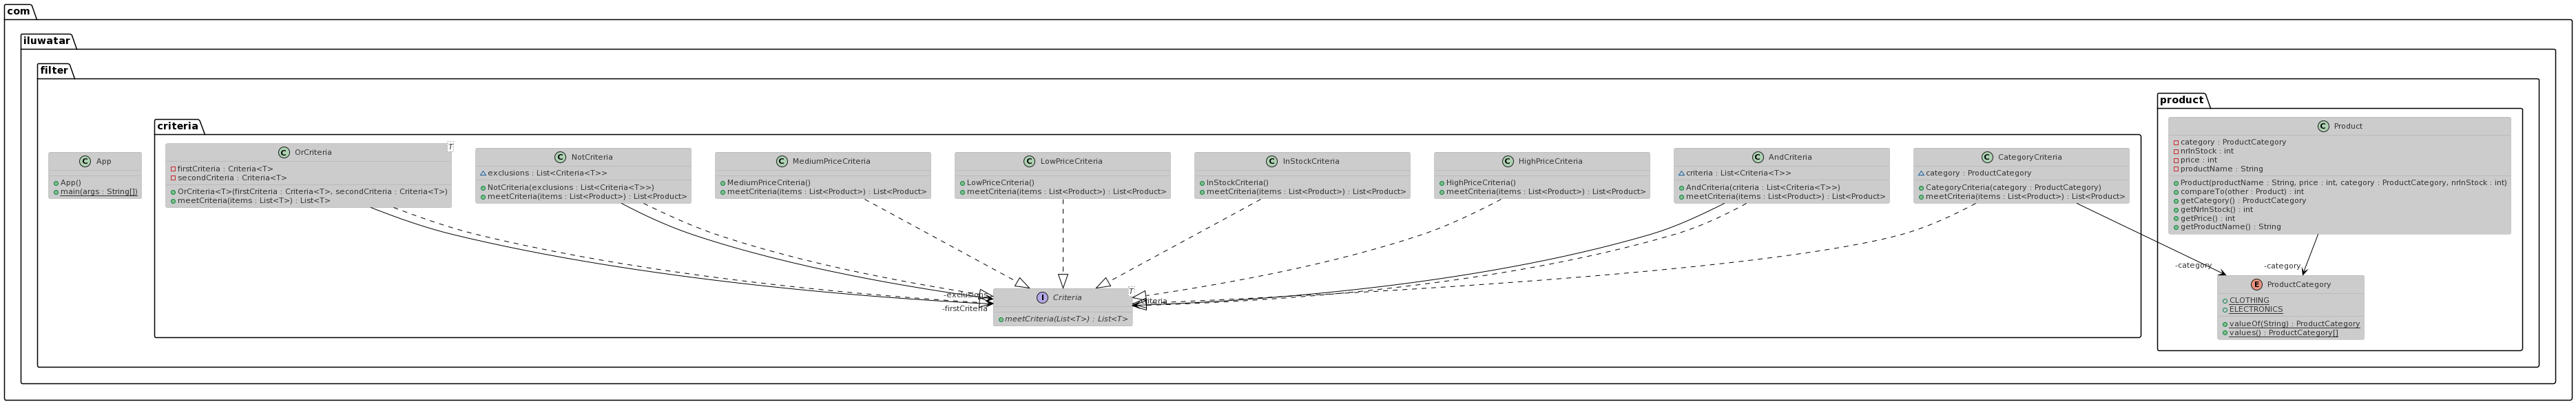 com
iluwatar
filter
criteria
product
C App
App()
main(args : String[])
C OrCriteria
T
firstCriteria : Criteria<T>
secondCriteria : Criteria<T>
OrCriteria<T>(firstCriteria : Criteria<T>, secondCriteria : Criteria<T>)
meetCriteria(items : List<T>) : List<T>
C NotCriteria
exclusions : List<Criteria<T>>
NotCriteria(exclusions : List<Criteria<T>>)
meetCriteria(items : List<Product>) : List<Product>
C MediumPriceCriteria
MediumPriceCriteria()
meetCriteria(items : List<Product>) : List<Product>
C LowPriceCriteria
LowPriceCriteria()
meetCriteria(items : List<Product>) : List<Product>
C InStockCriteria
InStockCriteria()
meetCriteria(items : List<Product>) : List<Product>
C HighPriceCriteria
HighPriceCriteria()
meetCriteria(items : List<Product>) : List<Product>
C AndCriteria
criteria : List<Criteria<T>>
AndCriteria(criteria : List<Criteria<T>>)
meetCriteria(items : List<Product>) : List<Product>
C CategoryCriteria
category : ProductCategory
CategoryCriteria(category : ProductCategory)
meetCriteria(items : List<Product>) : List<Product>
C Product
category : ProductCategory
nrInStock : int
price : int
productName : String
Product(productName : String, price : int, category : ProductCategory, nrInStock : int)
compareTo(other : Product) : int
getCategory() : ProductCategory
getNrInStock() : int
getPrice() : int
getProductName() : String
-category
-category
-exclusions
-firstCriteria
I Criteria
T
-criteria
meetCriteria(List<T>) : List<T>
E ProductCategory
CLOTHING
ELECTRONICS
valueOf(String) : ProductCategory
values() : ProductCategory[]